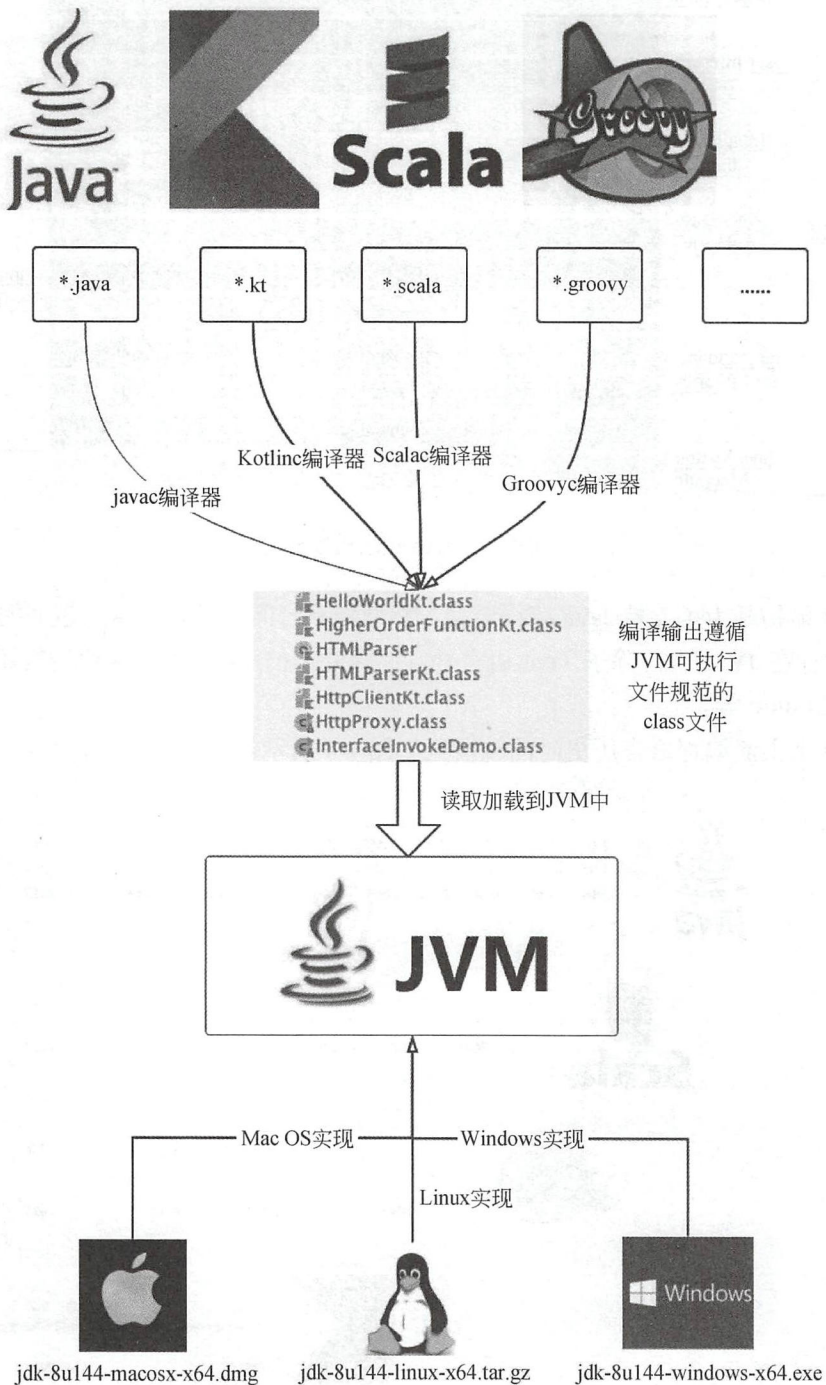 Java
Scala
Groovy
*.java
*.kt
*.scala
*.groovy
......
Kotlinc编译器
Scalac编译器
javac编译器
Groovyc编译器
HelloWorldKt.class
HigherOrderFunctionKt.class
HTMLParser
HTMLParserKt.class
HttpClientKt.class
HttpProxy.class
InterfaceInvokeDemo.class
编译输出遵循
JVM可执行
文件规范的
class文件
读取加载到JVM中
JVM
Mac OS实现
Windows实现
Linux实现
Windows
jdk-8u144-macosx-x64.dmg
jdk-8u144-linux-x64.tar.gz
jdk-8u144-windows-x64.exe